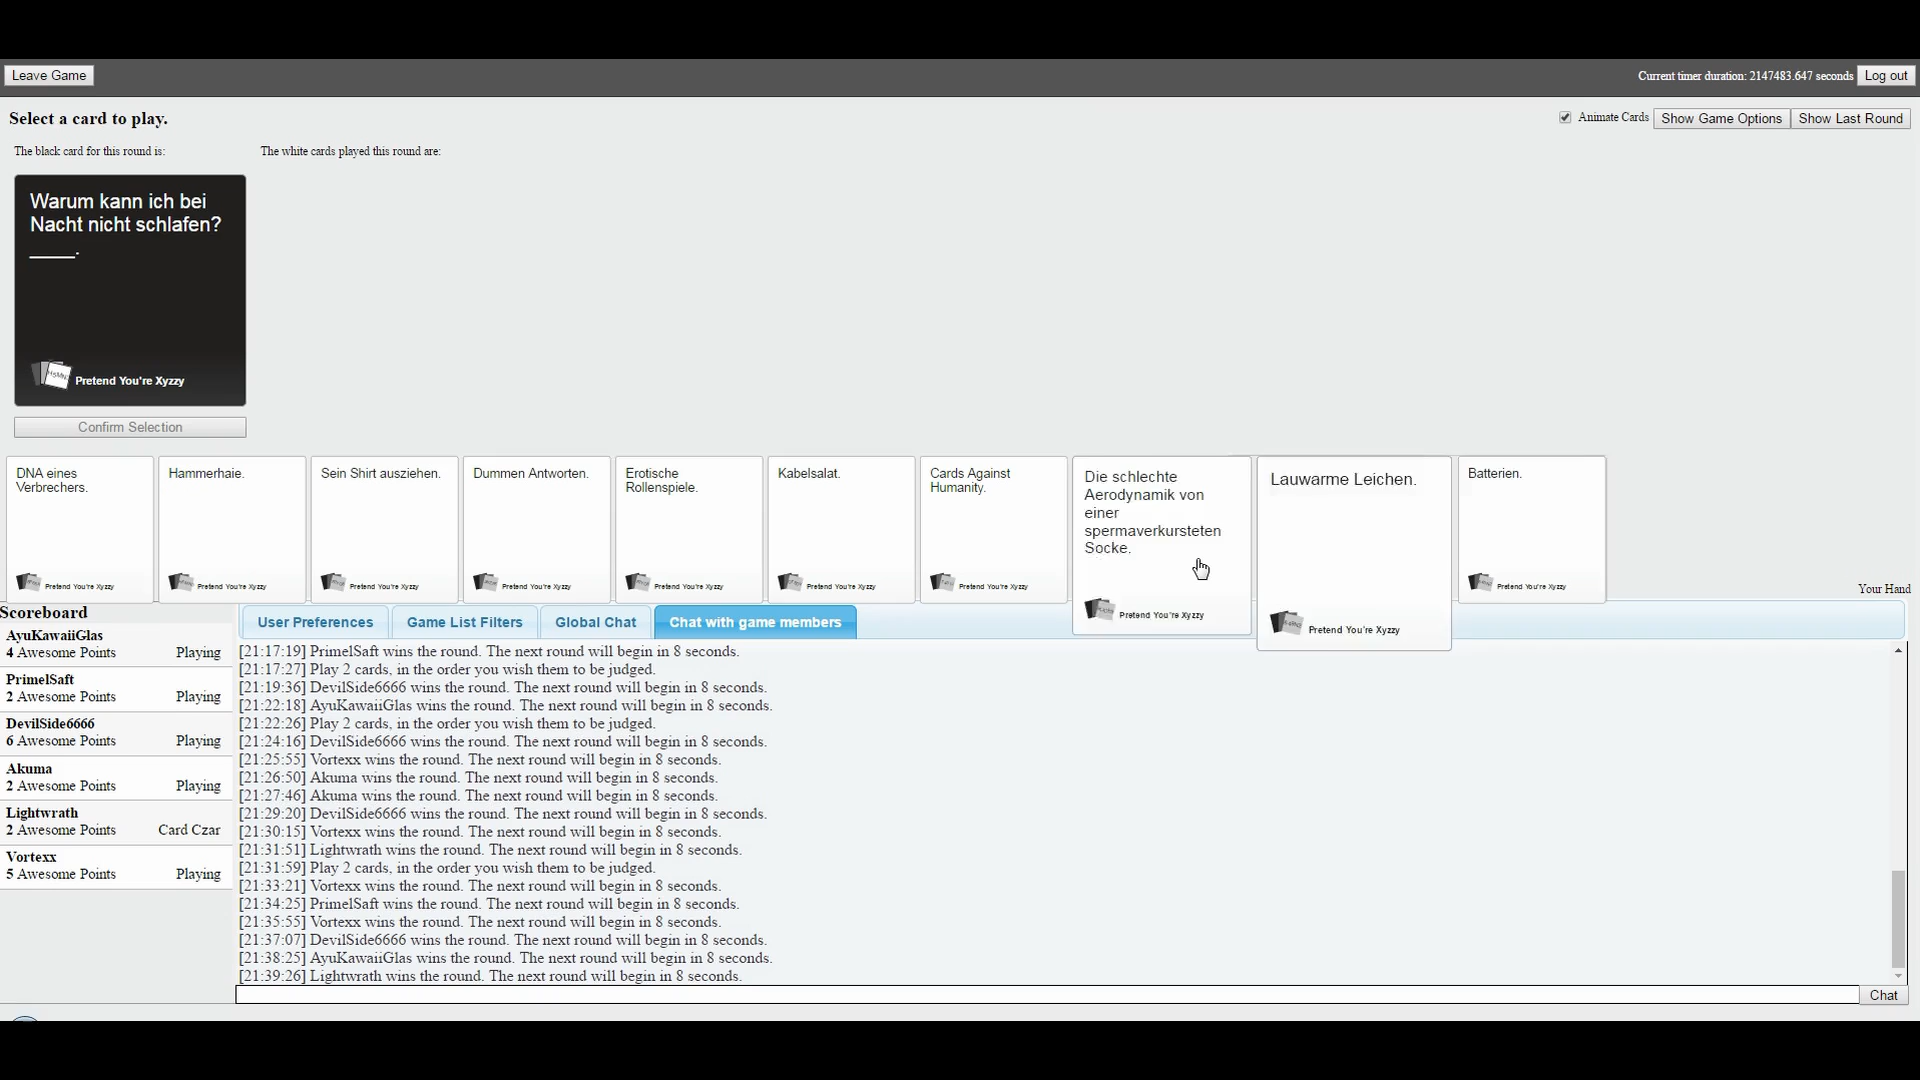 Leave Game
Current timer duration: 2147483.647 seconds
Log out
Select a card to play.
Animate Cards
Show Game Options
Show Last Round
The black card for this round is:
The white cards played this round are:
Warum kann ich bei
Nacht nicht schlafen?
_____.
Pretend You're Xyzzy
Confirm Selection
DNA eines
Verbrechers.
Pretend You're Xyzzy
Hammerhaie.
Pretend You're Xyzzy
Sein Shirt ausziehen.
Pretend You're Xyzzy
Dummen Antworten.
Pretend You're Xyzzy
Erotische
Rollenspiele.
Pretend You're Xyzzy
Kabelsalat.
Pretend You're Xyzzy
Cards Against
Humanity.
Pretend You're Xyzzy
Die schlechte
Aerodynamik von
einer
spermaverkursteten
Socke.
Pretend You're Xyzzy
Lauwarme Leichen.
Pretend You're Xyzzy
Batterien.
Pretend You're Xyzzy
Your Hand
Scoreboard
AyuKawaiiGlas
4 Awesome Points Playing
PrimelSaft
2 Awesome Points Playing
DevilSide6666
6 Awesome Points Playing
Akuma
2 Awesome Points Playing
Lightwrath
2 Awesome Points Card Czar
Vortexx
5 Awesome Points Playing
User Preferences
Game List Filters
Global Chat
Chat with game members
[21:17:19] PrimelSaft wins the round. The next round will begin in 8 seconds.
[21:17:27] Play 2 cards, in the order you wish them to be judged.
[21:19:36] DevilSide6666 wins the round. The next round will begin in 8 seconds.
[21:22:18] AyuKawaiiGlas wins the round. The next round will begin in 8 seconds.
[21:22:26] Play 2 cards, in the order you wish them to be judged.
[21:24:16] DevilSide6666 wins the round. The next round will begin in 8 seconds.
[21:25:55] Vortexx wins the round. The next round will begin in 8 seconds.
[21:26:50] Akuma wins the round. The next round will begin in 8 seconds.
[21:27:46] Akuma wins the round. The next round will begin in 8 seconds.
[21:29:20] DevilSide6666 wins the round. The next round will begin in 8 seconds.
[21:30:15] Vortexx wins the round. The next round will begin in 8 seconds.
[21:31:51] Lightwrath wins the round. The next round will begin in 8 seconds.
[21:31:59] Play 2 cards, in the order you wish them to be judged.
[21:33:21] Vortexx wins the round. The next round will begin in 8 seconds.
[21:34:25] PrimelSaft wins the round. The next round will begin in 8 seconds.
[21:35:55] Vortexx wins the round. The next round will begin in 8 seconds.
[21:37:07] DevilSide6666 wins the round. The next round will begin in 8 seconds.
[21:38:25] AyuKawaiiGlas wins the round. The next round will begin in 8 seconds.
[21:39:26] Lightwrath wins the round. The next round will begin in 8 seconds.
Chat